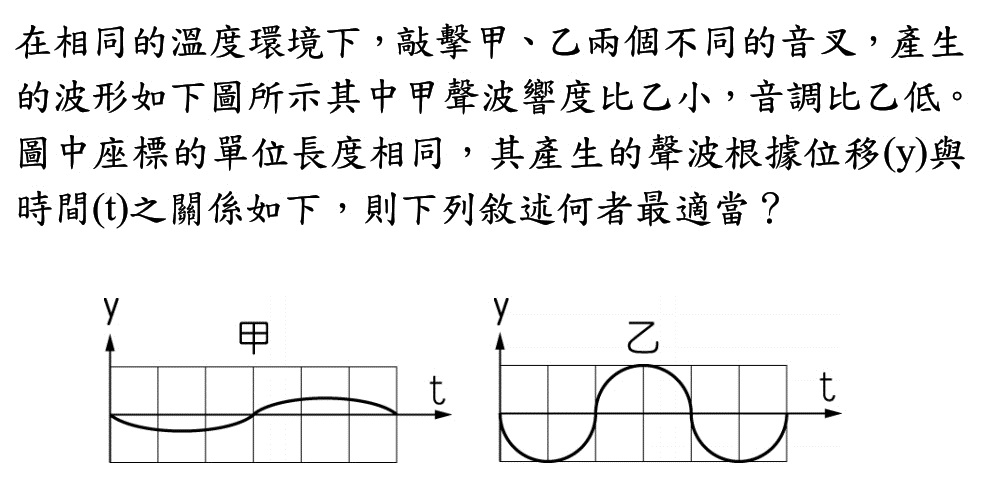 在相同的溫度環境下，敲擊甲、乙兩個不同的音叉，產生
的波形如下圖所示其中甲聲波響度比乙小，音調比乙低。
圖中座標的單位長度相同，其產生的聲波根據位移(y)與
時間(t)之關係如下，則下列敘述何者最適當？
y 甲 t
y 乙 t